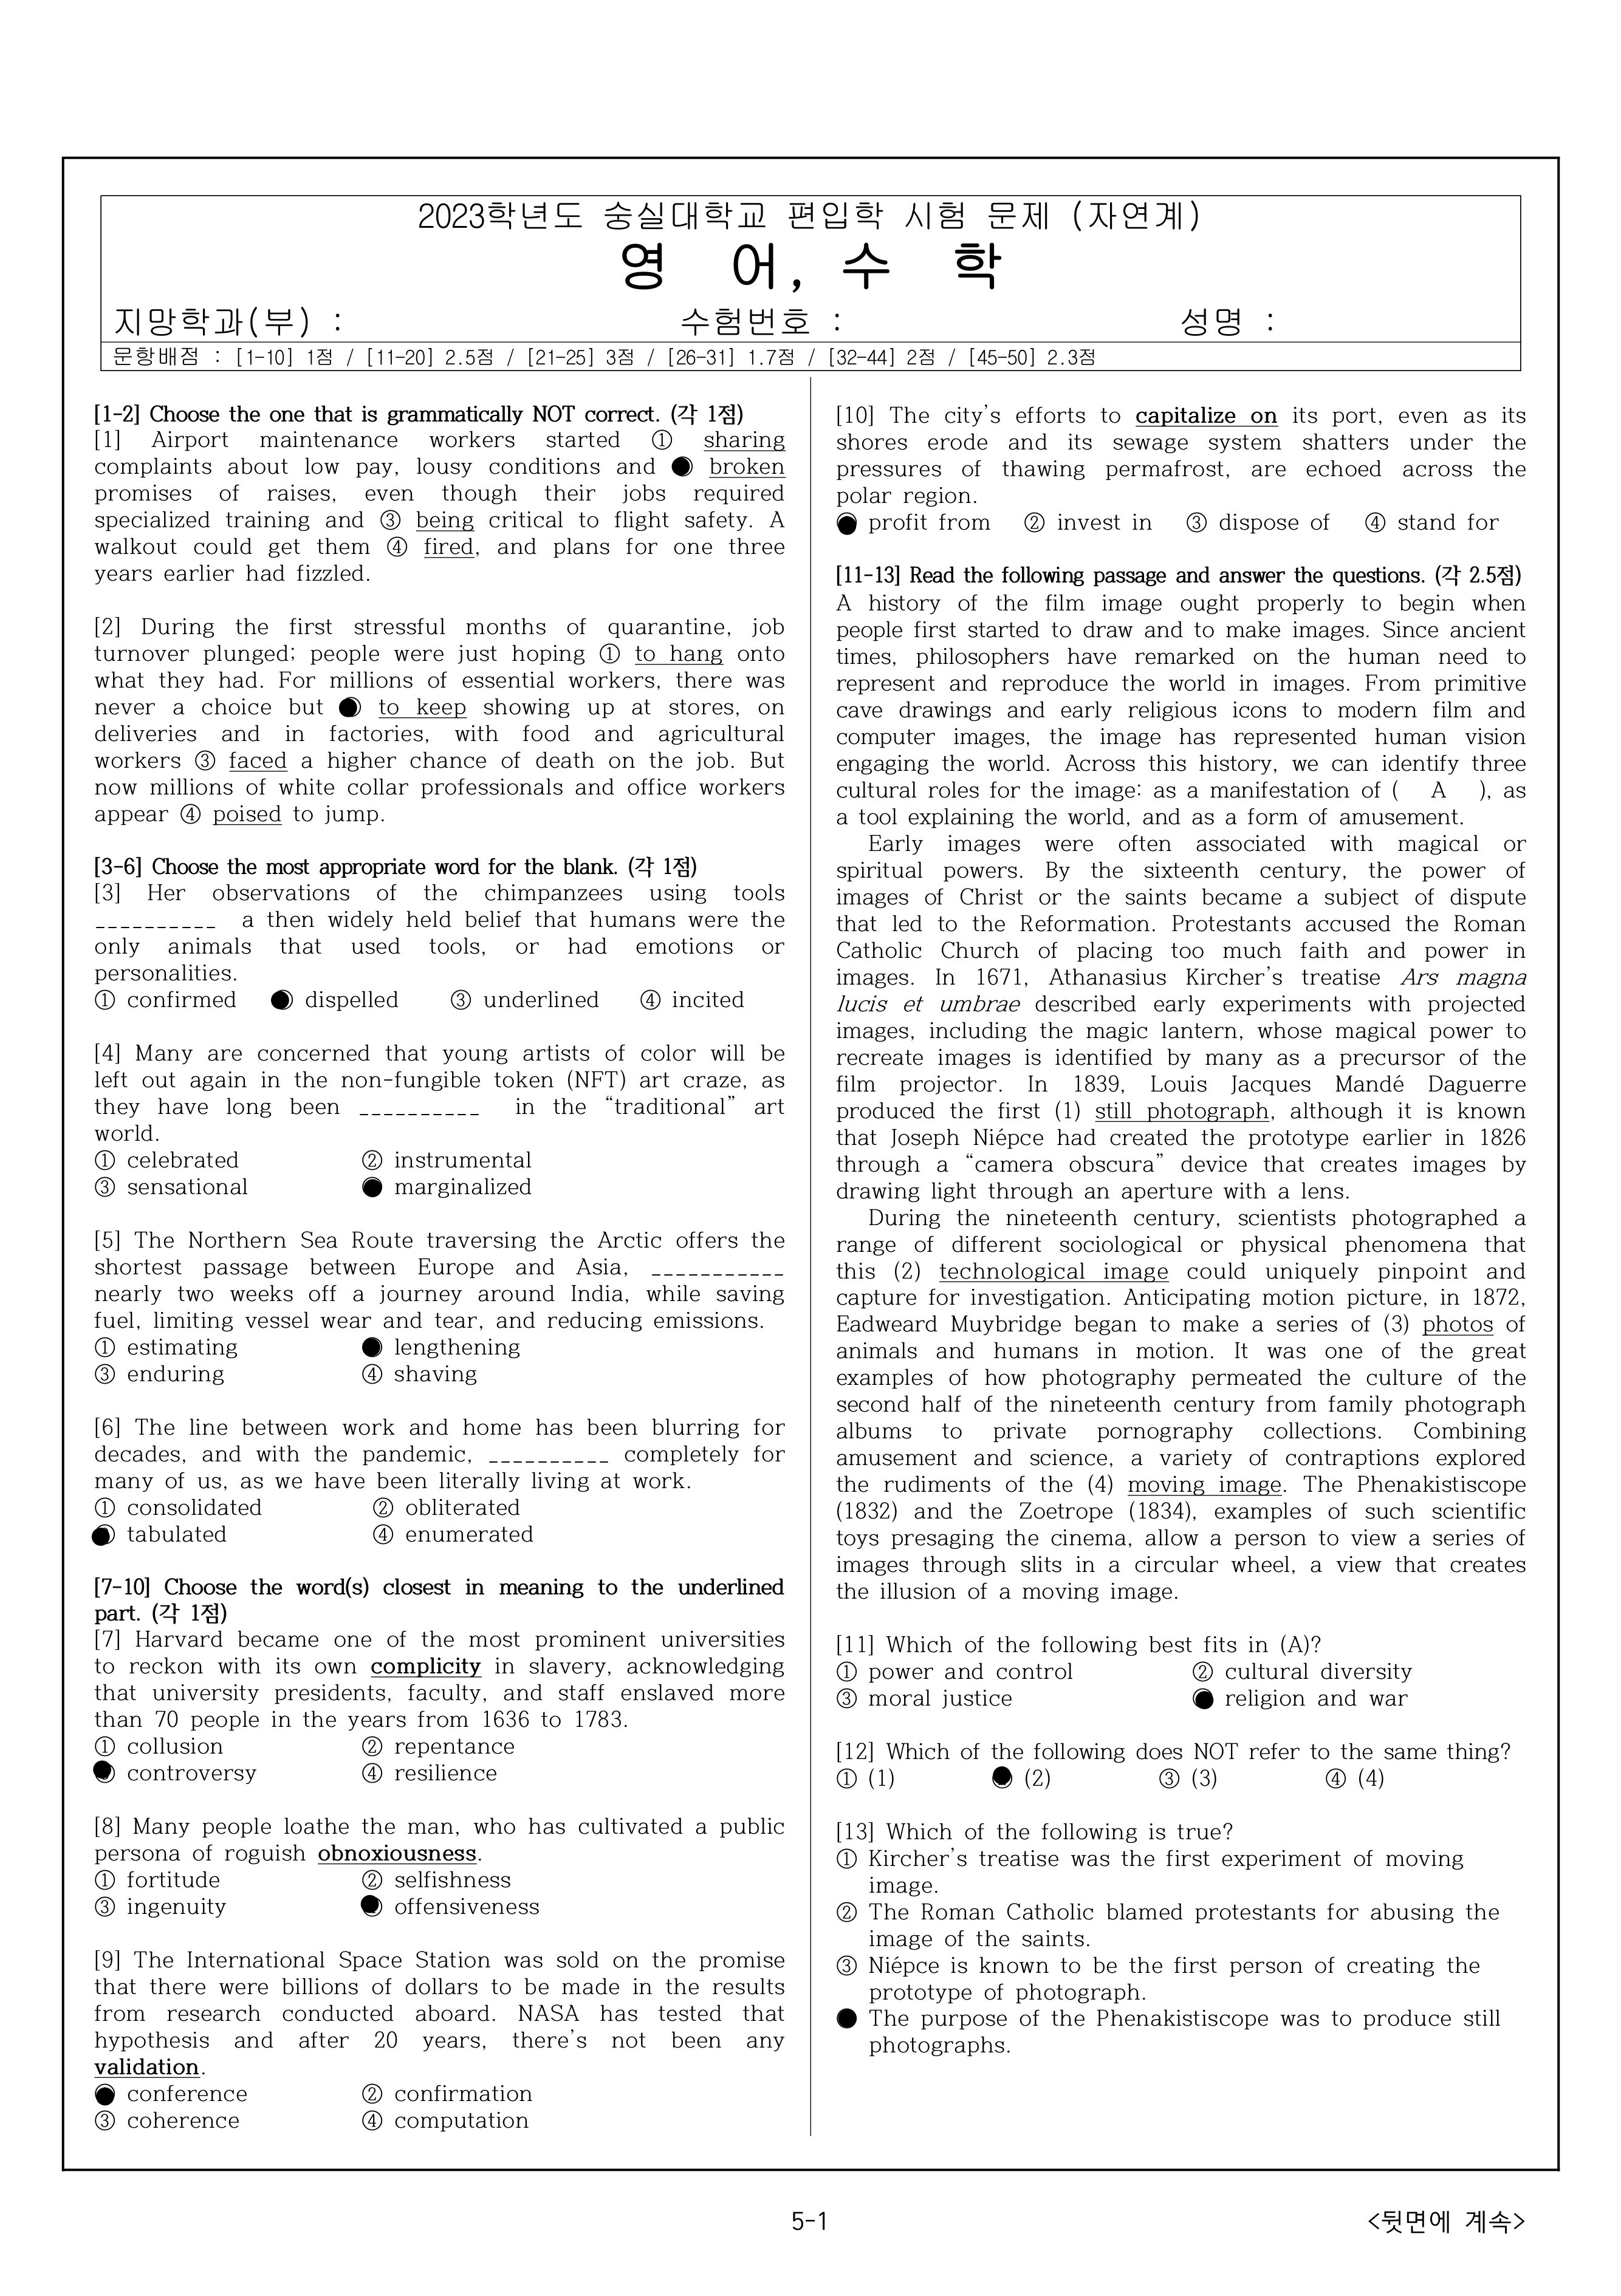 2023학년도 숭실대학교 편입학 시험 문제 (자연계)
영 어, 수 학
지망학과(부) : 수험번호 : 성명 :
문항배점 : [1-10] 1점 / [11-20] 2.5점 / [21-25] 3점 / [26-31] 1.7점 / [32-44] 2점 / [45-50] 2.3점
[1-2] Choose the one that is grammatically NOT correct. (각 1점)
[1] Airport maintenance workers started ① sharing
complaints about low pay, lousy conditions and ● broken
promises of raises, even though their jobs required
specialized training and ③ being critical to flight safety. A
walkout could get them ④ fired, and plans for one three
years earlier had fizzled.
[2] During the first stressful months of quarantine, job
turnover plunged; people were just hoping ① to hang onto
what they had. For millions of essential workers, there was
never a choice but ● to keep showing up at stores, on
deliveries and in factories, with food and agricultural
workers ③ faced a higher chance of death on the job. But
now millions of white collar professionals and office workers
appear ④ poised to jump.
[3-6] Choose the most appropriate word for the blank. (각 1점)
[3] Her observations of the chimpanzees using tools
__________ a then widely held belief that humans were the
only animals that used tools, or had emotions or
personalities.
① confirmed ● dispelled ③ underlined ④ incited
[4] Many are concerned that young artists of color will be
left out again in the non-fungible token (NFT) art craze, as
they have long been __________ in the “traditional” art
world.
① celebrated ② instrumental
③ sensational ● marginalized
[5] The Northern Sea Route traversing the Arctic offers the
shortest passage between Europe and Asia, ___________
nearly two weeks off a journey around India, while saving
fuel, limiting vessel wear and tear, and reducing emissions.
① estimating ● lengthening
③ enduring ④ shaving
[6] The line between work and home has been blurring for
decades, and with the pandemic, __________ completely for
many of us, as we have been literally living at work.
① consolidated ② obliterated
● tabulated ④ enumerated
[7-10] Choose the word(s) closest in meaning to the underlined
part. (각 1점)
[7] Harvard became one of the most prominent universities
to reckon with its own complicity in slavery, acknowledging
that university presidents, faculty, and staff enslaved more
than 70 people in the years from 1636 to 1783.
① collusion ② repentance
● controversy ④ resilience
[8] Many people loathe the man, who has cultivated a public
persona of roguish obnoxiousness.
① fortitude ② selfishness
③ ingenuity ● offensiveness
[9] The International Space Station was sold on the promise
that there were billions of dollars to be made in the results
from research conducted aboard. NASA has tested that
hypothesis and after 20 years, there’s not been any
validation.
● conference ② confirmation
③ coherence ④ computation
[10] The city’s efforts to capitalize on its port, even as its
shores erode and its sewage system shatters under the
pressures of thawing permafrost, are echoed across the
polar region.
● profit from ② invest in ③ dispose of ④ stand for
[11-13] Read the following passage and answer the questions. (각 2.5점)
A history of the film image ought properly to begin when
people first started to draw and to make images. Since ancient
times, philosophers have remarked on the human need to
represent and reproduce the world in images. From primitive
cave drawings and early religious icons to modern film and
computer images, the image has represented human vision
engaging the world. Across this history, we can identify three
cultural roles for the image: as a manifestation of ( A ), as
a tool explaining the world, and as a form of amusement.
Early images were often associated with magical or
spiritual powers. By the sixteenth century, the power of
images of Christ or the saints became a subject of dispute
that led to the Reformation. Protestants accused the Roman
Catholic Church of placing too much faith and power in
images. In 1671, Athanasius Kircher’s treatise Ars magna
lucis et umbrae described early experiments with projected
images, including the magic lantern, whose magical power to
recreate images is identified by many as a precursor of the
film projector. In 1839, Louis Jacques Mandé Daguerre
produced the first (1) still photograph, although it is known
that Joseph Niépce had created the prototype earlier in 1826
through a “camera obscura” device that creates images by
drawing light through an aperture with a lens.
During the nineteenth century, scientists photographed a
range of different sociological or physical phenomena that
this (2) technological image could uniquely pinpoint and
capture for investigation. Anticipating motion picture, in 1872,
Eadweard Muybridge began to make a series of (3) photos of
animals and humans in motion. It was one of the great
examples of how photography permeated the culture of the
second half of the nineteenth century from family photograph
albums to private pornography collections. Combining
amusement and science, a variety of contraptions explored
the rudiments of the (4) moving image. The Phenakistiscope
(1832) and the Zoetrope (1834), examples of such scientific
toys presaging the cinema, allow a person to view a series of
images through slits in a circular wheel, a view that creates
the illusion of a moving image.
[11] Which of the following best fits in (A)?
① power and control ② cultural diversity
③ moral justice ● religion and war
[12] Which of the following does NOT refer to the same thing?
① (1) ● (2) ③ (3) ④ (4)
[13] Which of the following is true?
① Kircher’s treatise was the first experiment of moving
image.
② The Roman Catholic blamed protestants for abusing the
image of the saints.
③ Niépce is known to be the first person of creating the
prototype of photograph.
● The purpose of the Phenakistiscope was to produce still
photographs.
5-1
<뒷면에 계속>